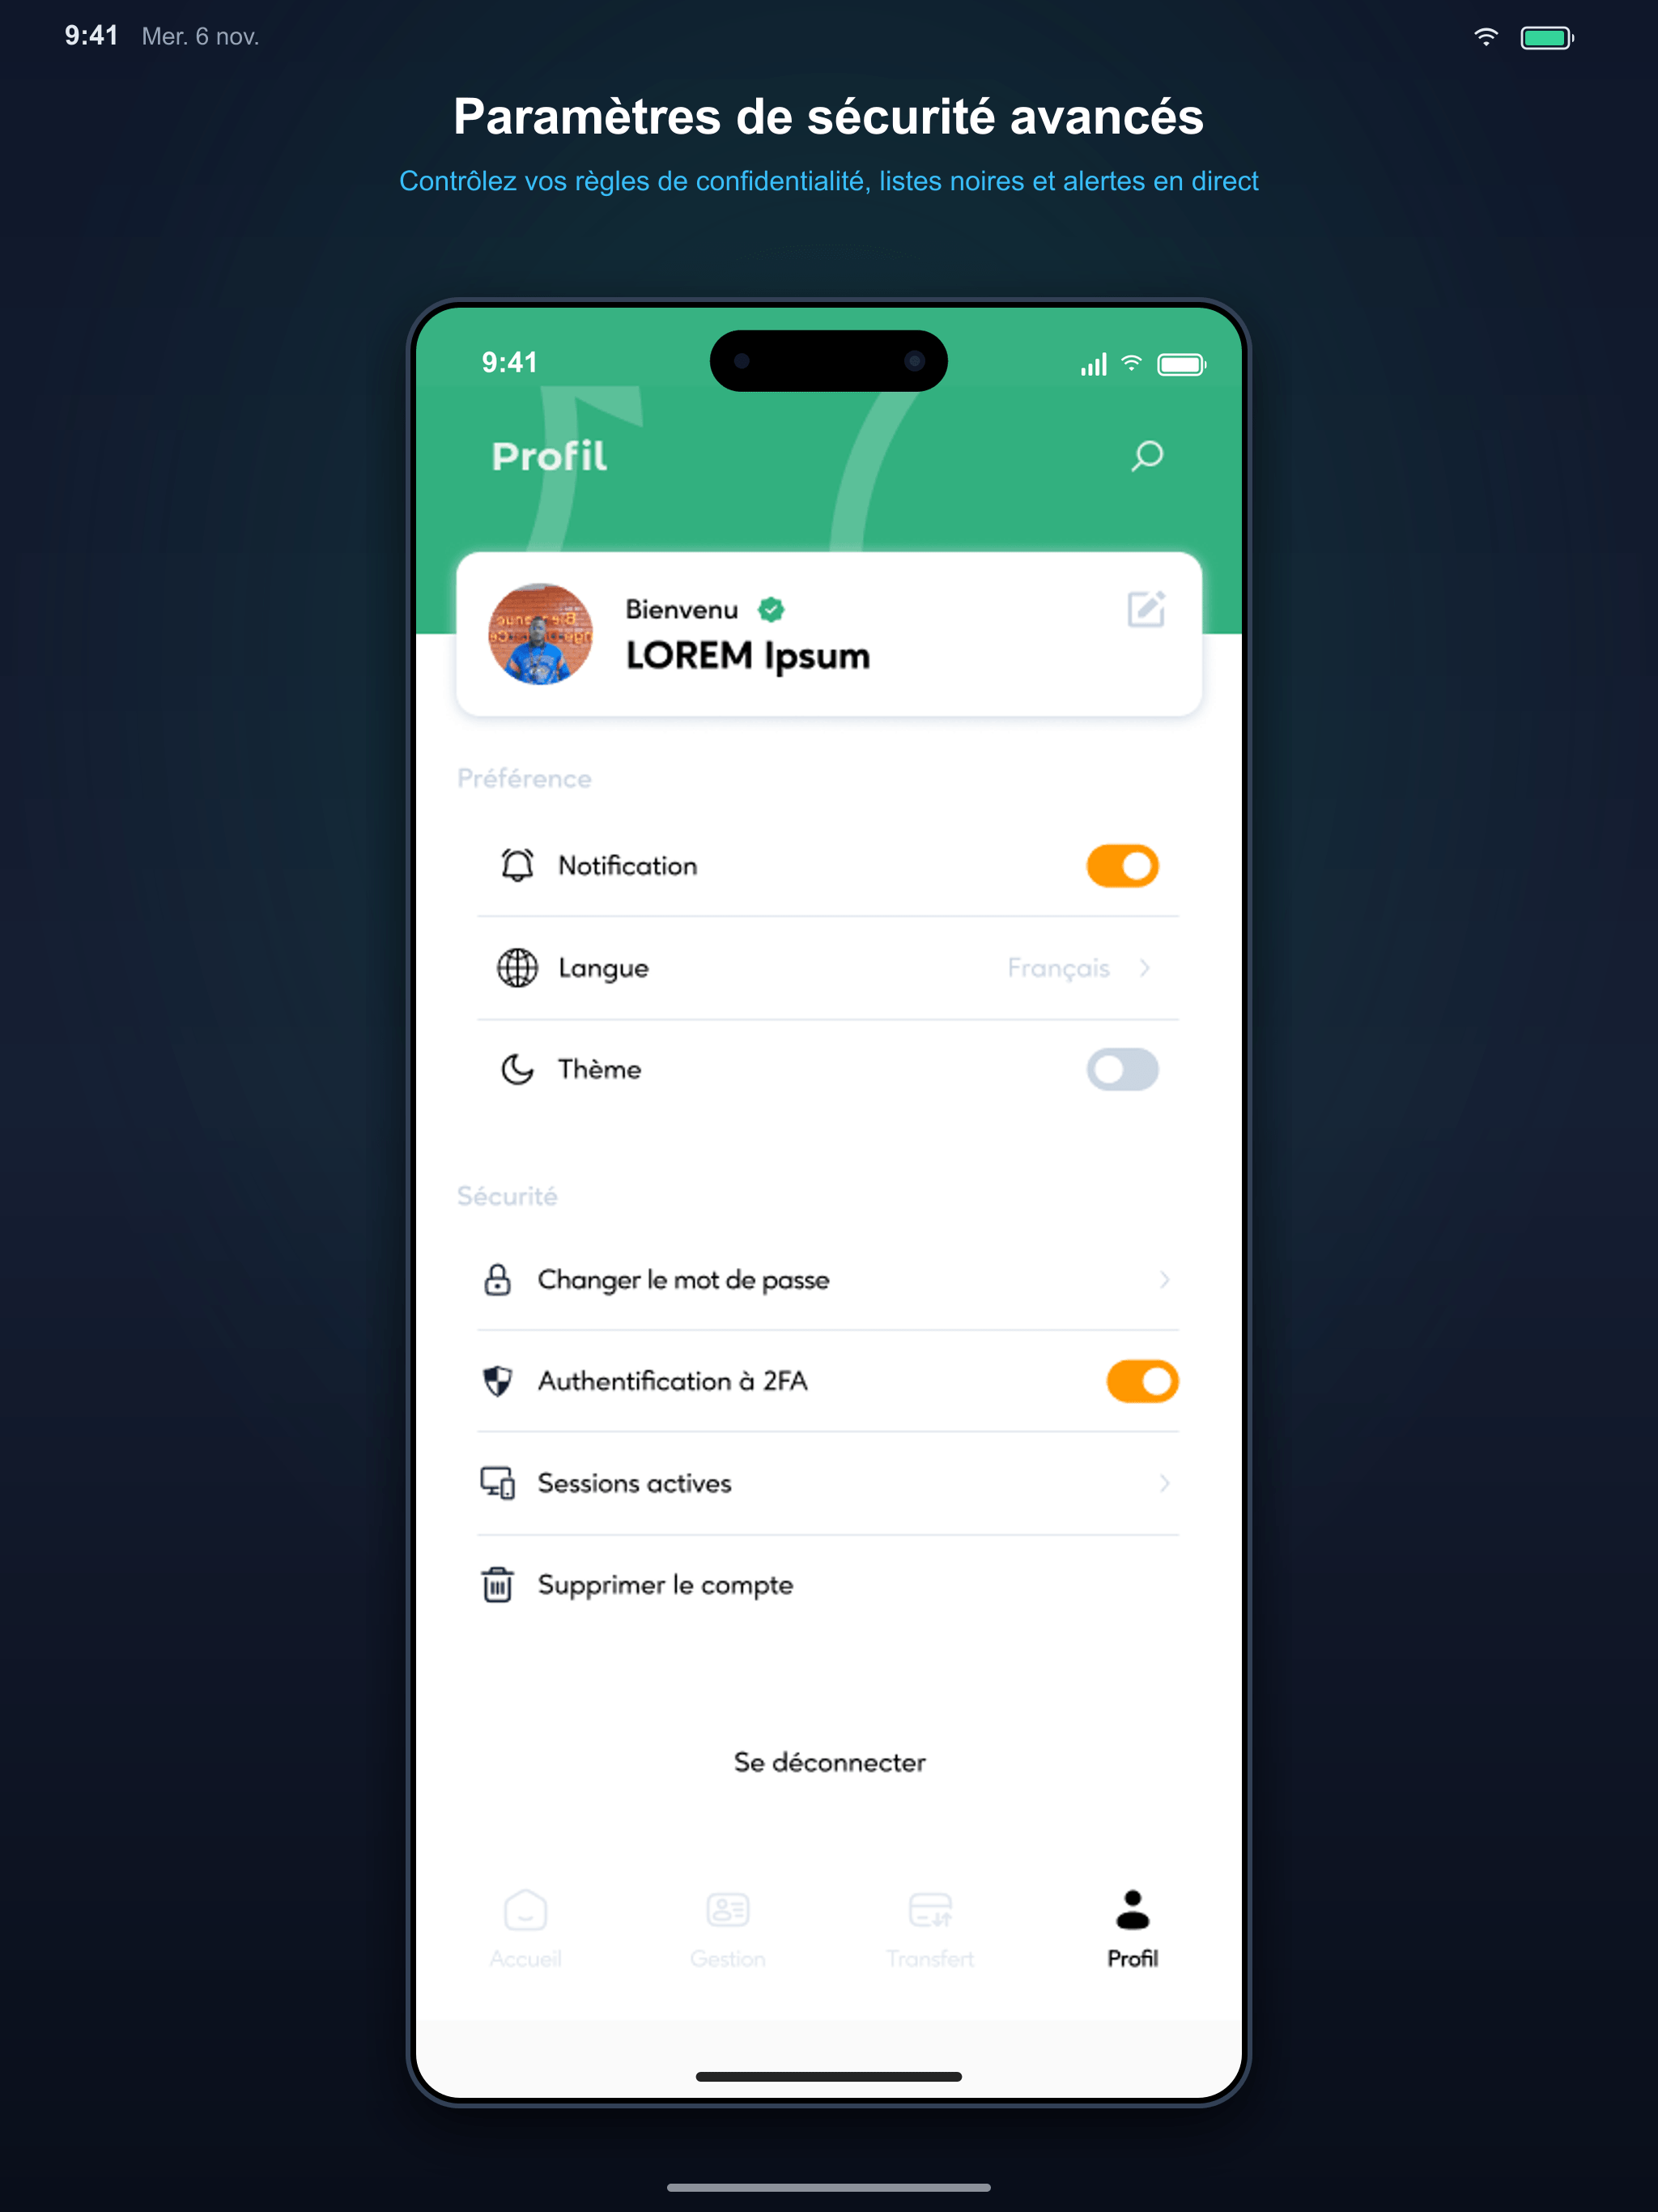 9:41 Mer. 6 nov.
Paramètres de sécurité avancés
Contrôlez vos règles de confidentialité, listes noires et alertes en direct
9:41
Profil
Bienvenu
LOREM Ipsum
Préférence
Notification
Langue Français
Thème
Sécurité
Changer le mot de passe
Authentification à 2FA
Sessions actives
Supprimer le compte
Se déconnecter
Accueil Gestion Transfert Profil